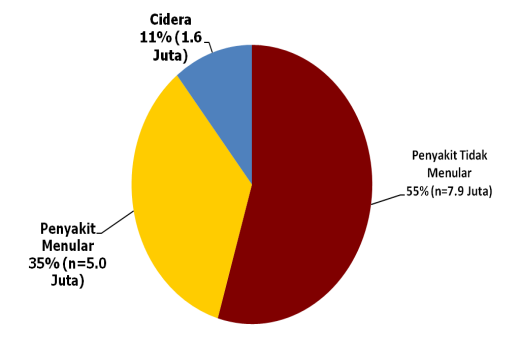 Cidera
11% (1.6
Juta)
Penyakit Tidak
Menular
55% (n=7.9 Juta)
Penyakit
Menular
35% (n=5.0
Juta)